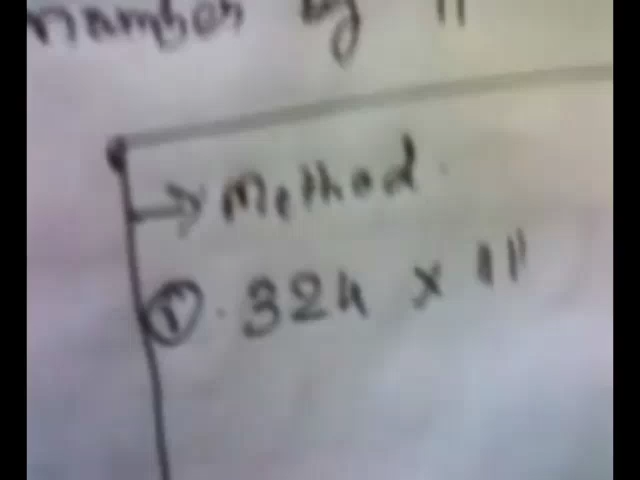 number by 11
→ Method.
① . 324 × 11